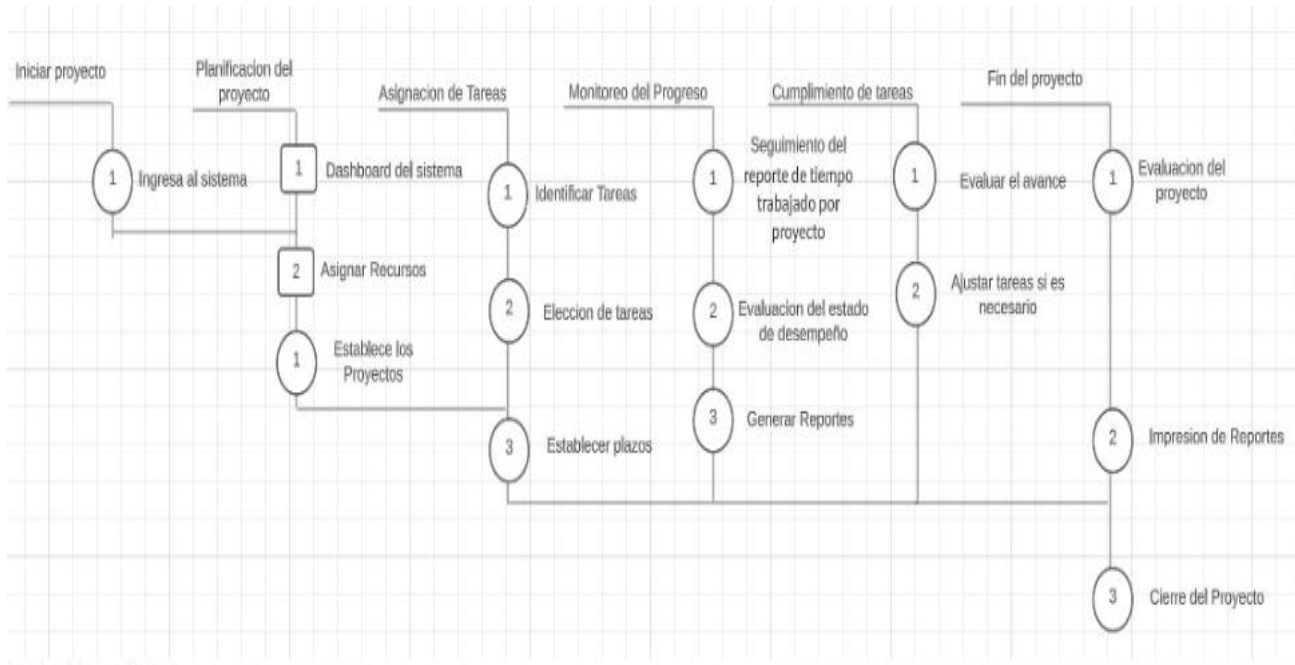 Iniciar proyecto
1
Ingresa al sistema
Planificacion del
proyecto
1
Dashboard del sistema
2
Asignar Recursos
1
Establece los
Proyectos
Asignacion de Tareas
1
Identificar Tareas
2
Eleccion de tareas
3
Establecer plazos
Monitoreo del Progreso
1
Seguimiento del
reporte de tiempo
trabajado por
proyecto
2
Evaluacion del estado
de desempeño
3
Generar Reportes
Cumplimiento de tareas
1
Evaluar el avance
2
Ajustar tareas si es
necesario
Fin del proyecto
1
Evaluacion del
proyecto
2
Impresion de Reportes
3
Cierre del Proyecto